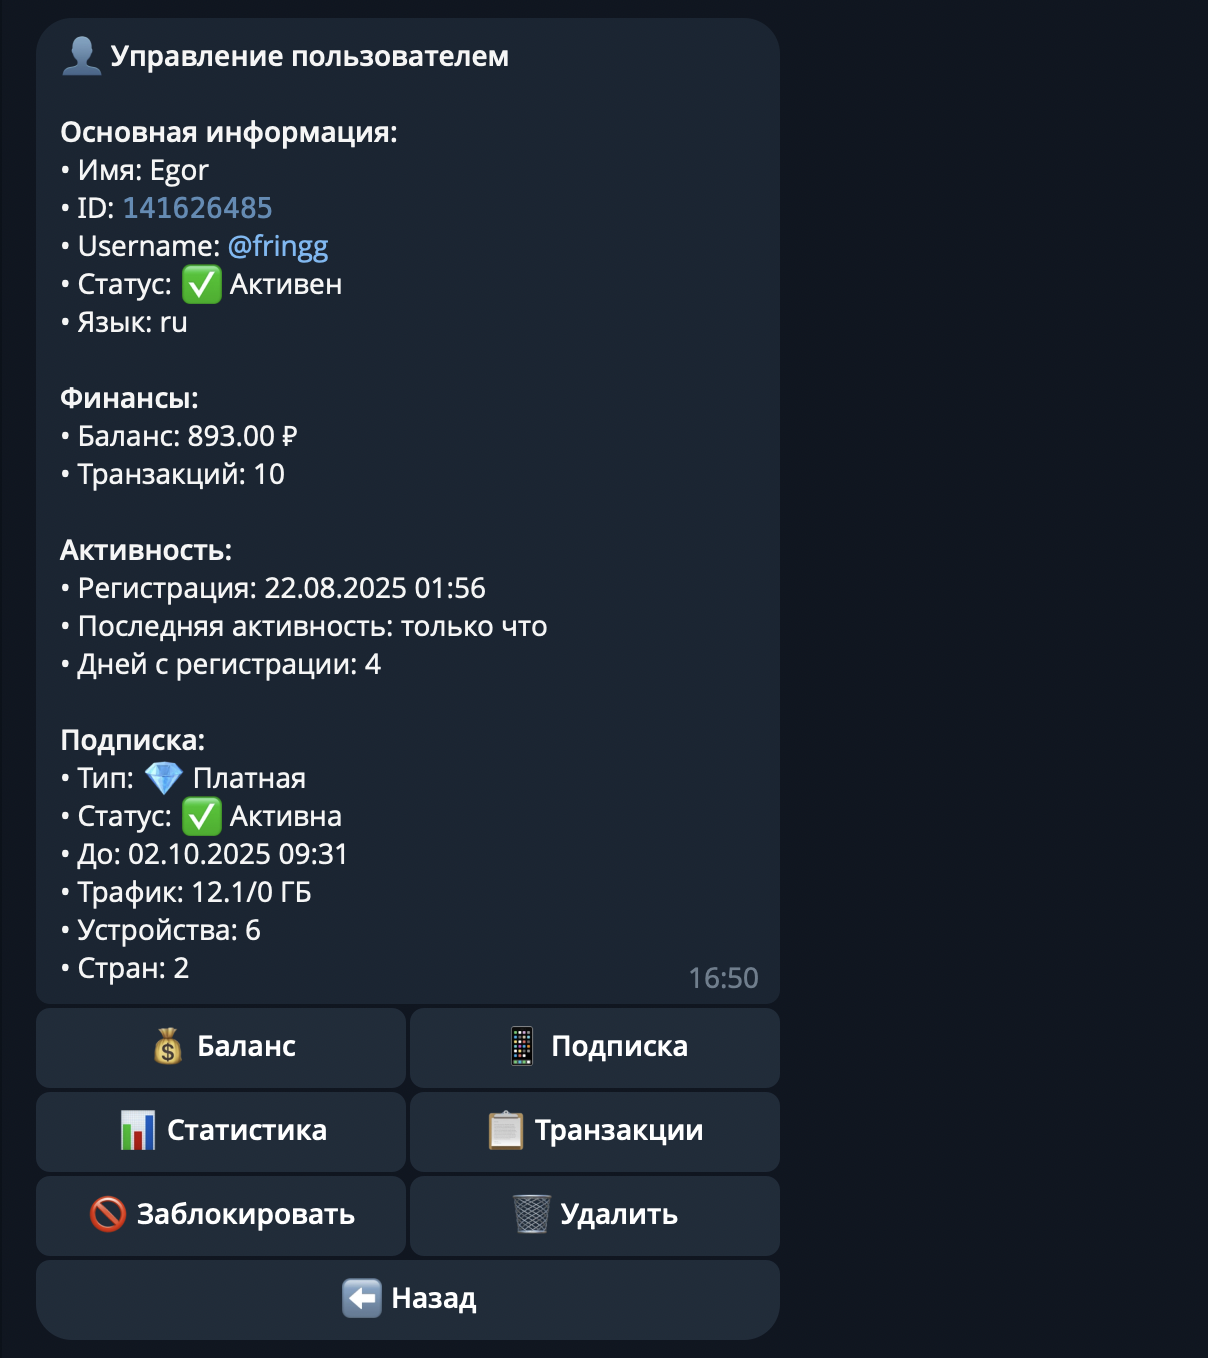 👤 Управление пользователем
Основная информация:
• Имя: Egor
• ID: 141626485
• Username: @fringg
• Статус: ✅ Активен
• Язык: ru
Финансы:
• Баланс: 893.00 ₽
• Транзакций: 10
Активность:
• Регистрация: 22.08.2025 01:56
• Последняя активность: только что
• Дней с регистрации: 4
Подписка:
• Тип: 💎 Платная
• Статус: ✅ Активна
• До: 02.10.2025 09:31
• Трафик: 12.1/0 ГБ
• Устройства: 6
• Стран: 2
16:50
💰 Баланс
📱 Подписка
📊 Статистика
📋 Транзакции
🚫 Заблокировать
🗑️ Удалить
⬅️ Назад